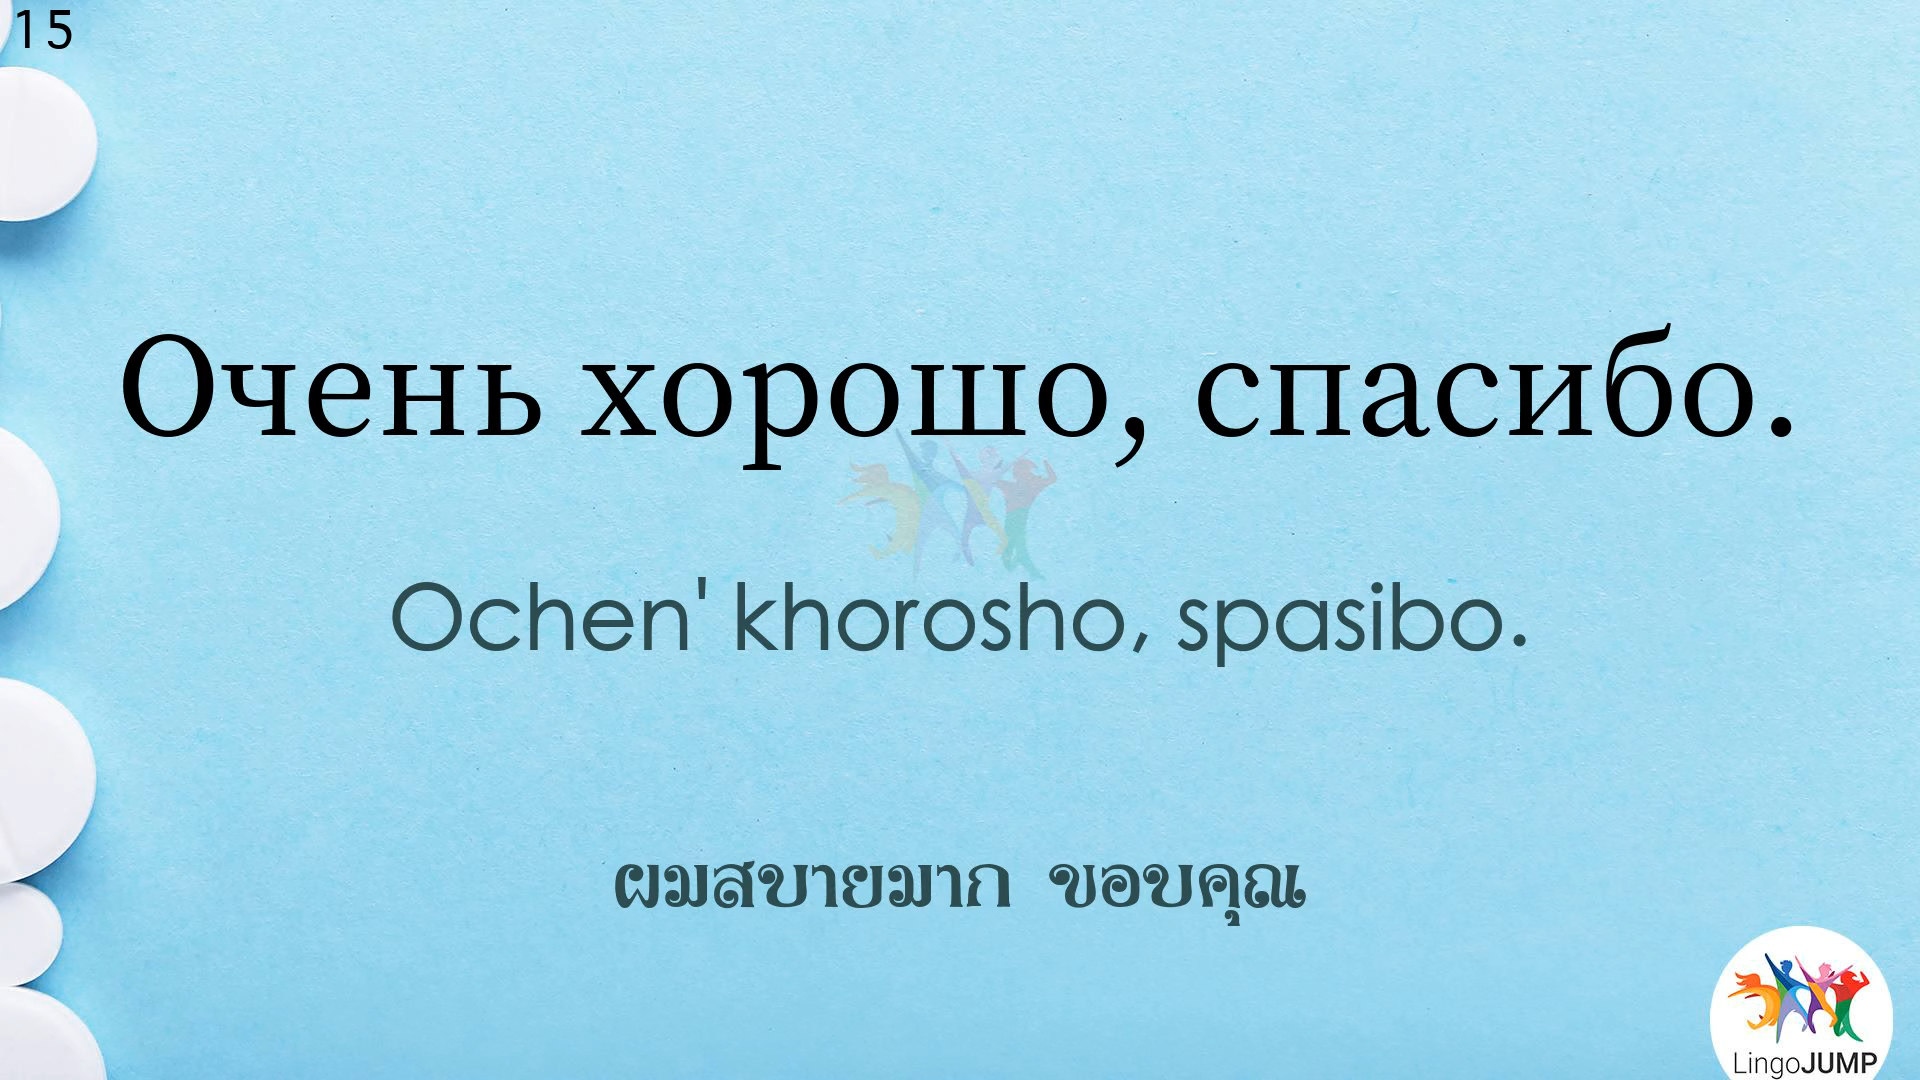 15
Очень хорошо, спасибо.
Ochen' khorosho, spasibo.
ผมสบายมาก ขอบคุณ
LingoJUMP